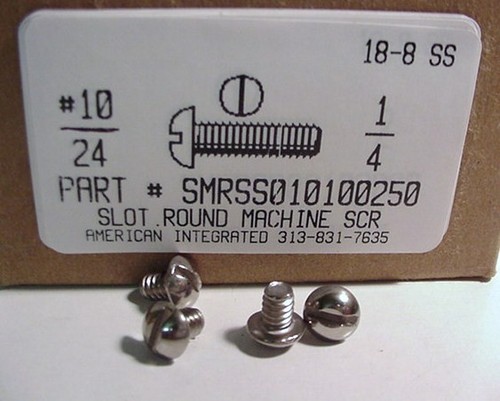 18-8 SS
#10 1
24 4
PART # SMRSS010100250
SLOT.ROUND MACHINE SCR
AMERICAN INTEGRATED 313-831-7635